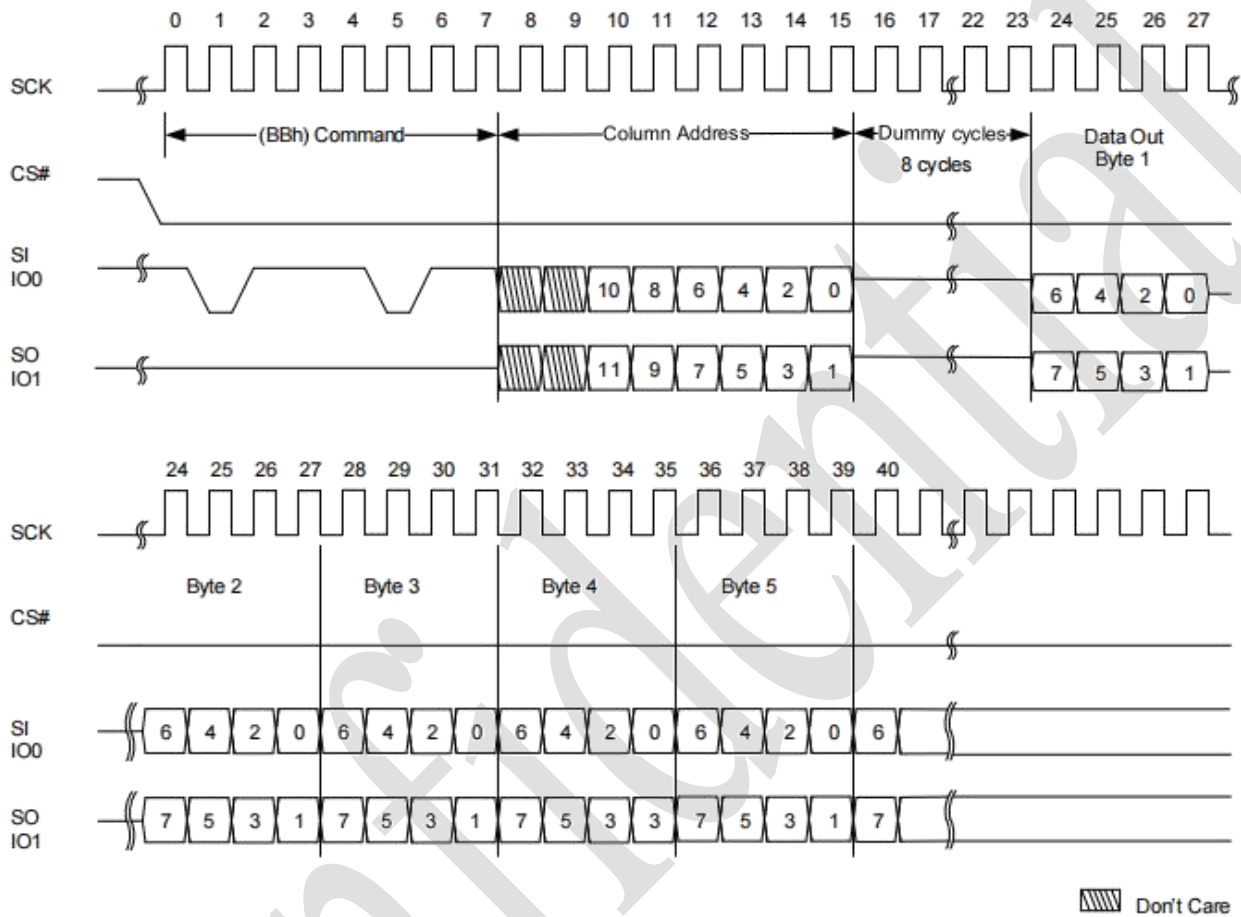 0 1 2 3 4 5 6 7 8 9 10 11 12 13 14 15 16 17 22 23 24 25 26 27
SCK
(BBh) Command Column Address Dummy cycles Data Out
8 cycles Byte 1
CS#
SI
IO0
10 8 6 4 2 0 6 4 2 0
SO
IO1
11 9 7 5 3 1 7 5 3 1
24 25 26 27 28 29 30 31 32 33 34 35 36 37 38 39 40
SCK
Byte 2 Byte 3 Byte 4 Byte 5
CS#
SI
IO0
6 4 2 0 6 4 2 0 6 4 2 0 6 4 2 0 6
SO
IO1
7 5 3 1 7 5 3 1 7 5 3 3 7 5 3 1 7
Don't Care
nfidential